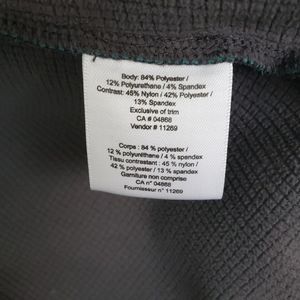 Body: 84% Polyester /
12% Polyurethane / 4% Spandex
Contrast: 45% Nylon / 42% Polyester /
13% Spandex
Exclusive of trim
CA # 04868
Vendor # 11269
Corps : 84 % polyester /
12 % polyurethane / 4 % spandex
Tissu contrastant : 45 % nylon /
42 % polyester / 13 % spandex
Garniture non comprise
CA n° 04868
Fournisseur n° 11269